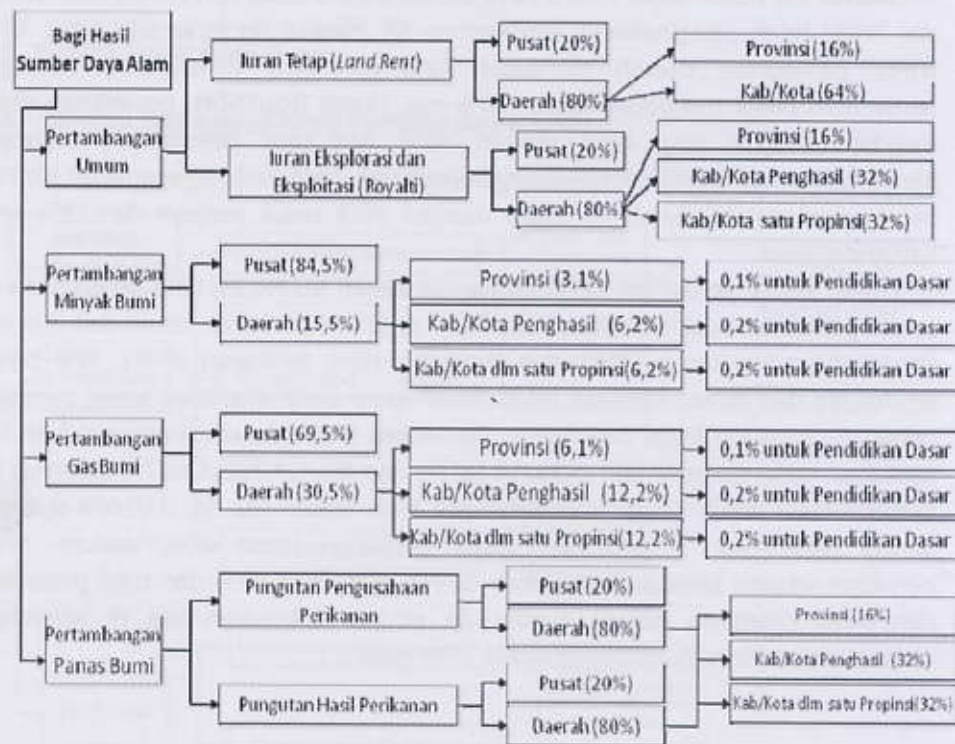 Bagi Hasil
Sumber Daya Alam
Pertambangan
Umum
Iuran Tetap (Land Rent)
Pusat (20%)
Daerah (80%)
Provinsi (16%)
Kab/Kota (64%)
Iuran Eksplorasi dan
Eksploitasi (Royalti)
Pusat (20%)
Daerah (80%)
Provinsi (16%)
Kab/Kota Penghasil (32%)
Kab/Kota satu Propinsi(32%)
Pertambangan
Minyak Bumi
Pusat (84,5%)
Daerah (15,5%)
Provinsi (3,1%)
0,1% untuk Pendidikan Dasar
Kab/Kota Penghasil (6,2%)
0,2% untuk Pendidikan Dasar
Kab/Kota dlm satu Propinsi(6,2%)
0,2% untuk Pendidikan Dasar
Pertambangan
Gas Bumi
Pusat (69,5%)
Daerah (30,5%)
Provinsi (6,1%)
0,1% untuk Pendidikan Dasar
Kab/Kota Penghasil (12,2%)
0,2% untuk Pendidikan Dasar
Kab/Kota dlm satu Propinsi(12,2%)
0,2% untuk Pendidikan Dasar
Pertambangan
Panas Bumi
Pungutan Pengusahaan
Perikanan
Pusat (20%)
Daerah (80%)
Pungutan Hasil Perikanan
Pusat (20%)
Daerah (80%)
Provinsi (16%)
Kab/Kota Penghasil (32%)
Kab/Kota dlm satu Propinsi(32%)